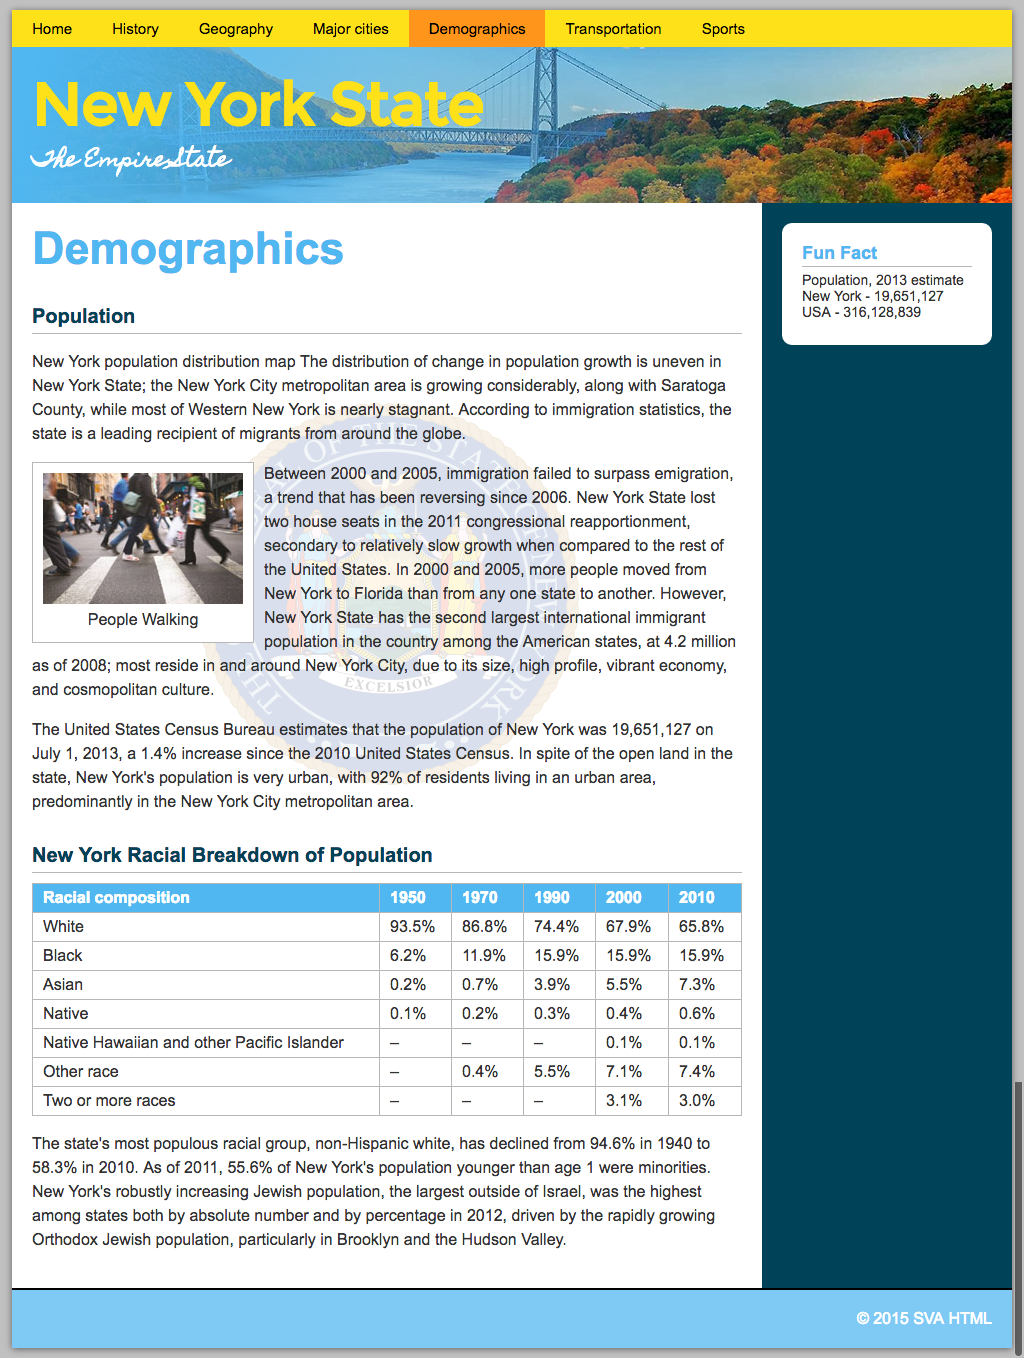 Home History Geography Major cities Demographics Transportation Sports
New York State
The Empire State
Demographics
Population
New York population distribution map The distribution of change in population growth is uneven in
New York State; the New York City metropolitan area is growing considerably, along with Saratoga
County, while most of Western New York is nearly stagnant. According to immigration statistics, the
state is a leading recipient of migrants from around the globe.
Between 2000 and 2005, immigration failed to surpass emigration,
a trend that has been reversing since 2006. New York State lost
two house seats in the 2011 congressional reapportionment,
secondary to relatively slow growth when compared to the rest of
the United States. In 2000 and 2005, more people moved from
New York to Florida than from any one state to another. However,
New York State has the second largest international immigrant
population in the country among the American states, at 4.2 million
as of 2008; most reside in and around New York City, due to its size, high profile, vibrant economy,
and cosmopolitan culture.
People Walking
EXCELSIOR
The United States Census Bureau estimates that the population of New York was 19,651,127 on
July 1, 2013, a 1.4% increase since the 2010 United States Census. In spite of the open land in the
state, New York's population is very urban, with 92% of residents living in an urban area,
predominantly in the New York City metropolitan area.
New York Racial Breakdown of Population
Racial composition 1950 1970 1990 2000 2010
White 93.5% 86.8% 74.4% 67.9% 65.8%
Black 6.2% 11.9% 15.9% 15.9% 15.9%
Asian 0.2% 0.7% 3.9% 5.5% 7.3%
Native 0.1% 0.2% 0.3% 0.4% 0.6%
Native Hawaiian and other Pacific Islander – – – 0.1% 0.1%
Other race – 0.4% 5.5% 7.1% 7.4%
Two or more races – – – 3.1% 3.0%
The state's most populous racial group, non-Hispanic white, has declined from 94.6% in 1940 to
58.3% in 2010. As of 2011, 55.6% of New York's population younger than age 1 were minorities.
New York's robustly increasing Jewish population, the largest outside of Israel, was the highest
among states both by absolute number and by percentage in 2012, driven by the rapidly growing
Orthodox Jewish population, particularly in Brooklyn and the Hudson Valley.
Fun Fact
Population, 2013 estimate
New York - 19,651,127
USA - 316,128,839
© 2015 SVA HTML